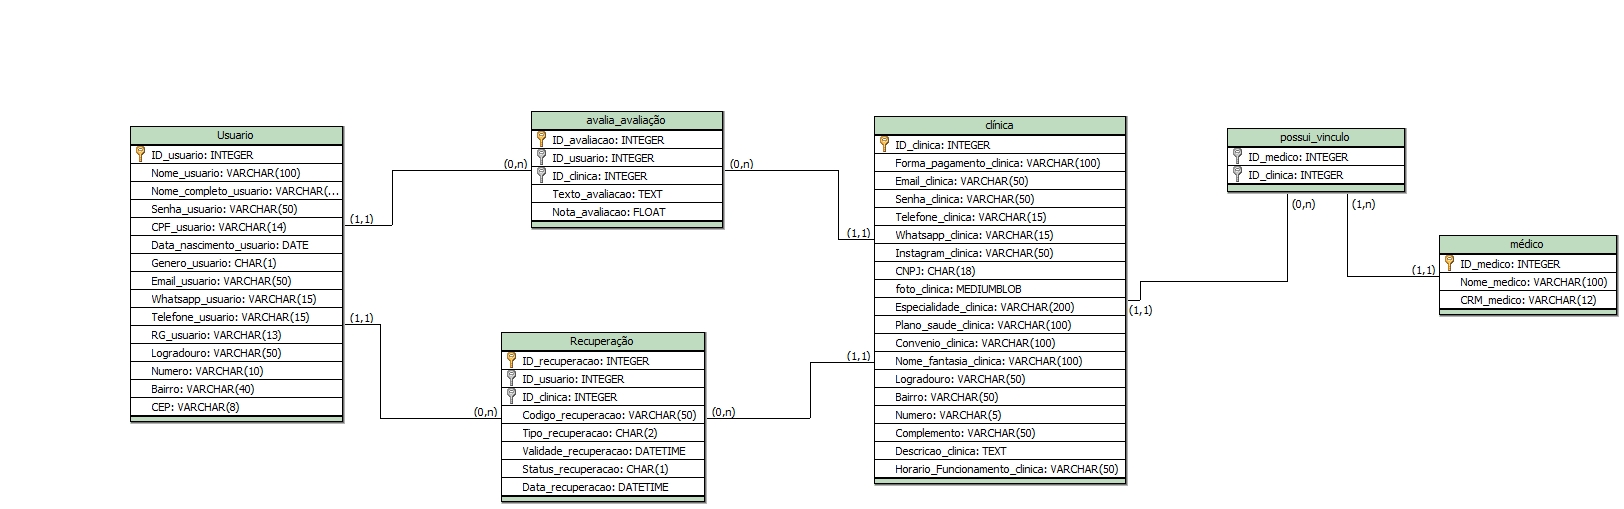 Usuario
ID_usuario: INTEGER
Nome_usuario: VARCHAR(100)
Nome_completo_usuario: VARCHAR(...
Senha_usuario: VARCHAR(50)
CPF_usuario: VARCHAR(14)
Data_nascimento_usuario: DATE
Genero_usuario: CHAR(1)
Email_usuario: VARCHAR(50)
Whatsapp_usuario: VARCHAR(15)
Telefone_usuario: VARCHAR(15)
RG_usuario: VARCHAR(13)
Logradouro: VARCHAR(50)
Numero: VARCHAR(10)
Bairro: VARCHAR(40)
CEP: VARCHAR(8)
(1,1)
(1,1)
(0,n)
avalia_avaliação
ID_avaliacao: INTEGER
ID_usuario: INTEGER
ID_clinica: INTEGER
Texto_avaliacao: TEXT
Nota_avaliacao: FLOAT
(0,n)
(0,n)
Recuperação
ID_recuperacao: INTEGER
ID_usuario: INTEGER
ID_clinica: INTEGER
Codigo_recuperacao: VARCHAR(50)
Tipo_recuperacao: CHAR(2)
Validade_recuperacao: DATETIME
Status_recuperacao: CHAR(1)
Data_recuperacao: DATETIME
(0,n)
(1,1)
(1,1)
clínica
ID_clinica: INTEGER
Forma_pagamento_clinica: VARCHAR(100)
Email_clinica: VARCHAR(50)
Senha_clinica: VARCHAR(50)
Telefone_clinica: VARCHAR(15)
Whatsapp_clinica: VARCHAR(15)
Instagram_clinica: VARCHAR(50)
CNPJ: CHAR(18)
foto_clinica: MEDIUMBLOB
Especialidade_clinica: VARCHAR(200)
Plano_saude_clinica: VARCHAR(100)
Convenio_clinica: VARCHAR(100)
Nome_fantasia_clinica: VARCHAR(100)
Logradouro: VARCHAR(50)
Bairro: VARCHAR(50)
Numero: VARCHAR(5)
Complemento: VARCHAR(50)
Descricao_clinica: TEXT
Horario_Funcionamento_clinica: VARCHAR(50)
(1,1)
possui_vinculo
ID_medico: INTEGER
ID_clinica: INTEGER
(0,n)
(1,n)
(1,1)
médico
ID_medico: INTEGER
Nome_medico: VARCHAR(100)
CRM_medico: VARCHAR(12)